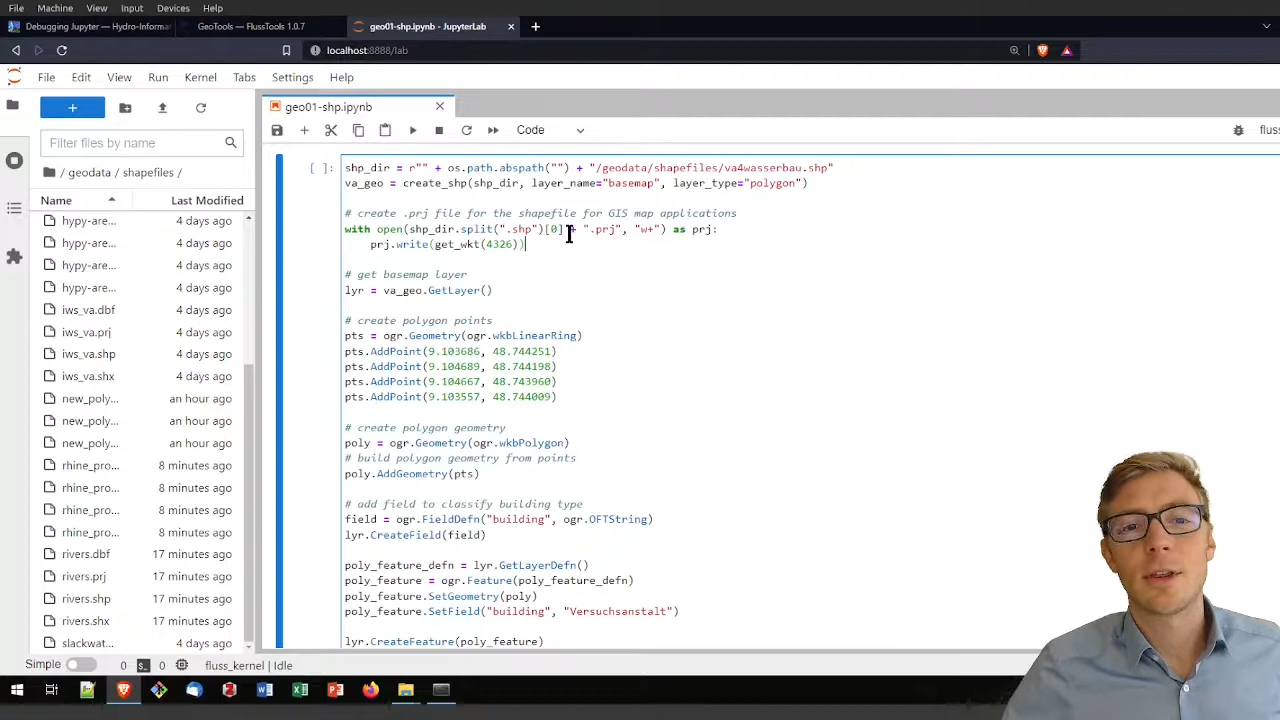 File Machine View Input Devices Help
Debugging Jupyter — Hydro-Informat
GeoTools — FlussTools 1.0.7
geo01-shp.ipynb - JupyterLab
localhost:8888/lab
File Edit View Run Kernel Tabs Settings Help
geo01-shp.ipynb
Code
fluss
Filter files by name
/ geodata / shapefiles /
Name Last Modified
hypy-are... 4 days ago
hypy-are... 4 days ago
hypy-are... 4 days ago
hypy-are... 4 days ago
iws_va.dbf 4 days ago
iws_va.prj 4 days ago
iws_va.shp 4 days ago
iws_va.shx 4 days ago
new_poly... an hour ago
new_poly... an hour ago
new_poly... an hour ago
rhine_pro... 8 minutes ago
rhine_pro... 8 minutes ago
rhine_pro... 8 minutes ago
rhine_pro... 8 minutes ago
rivers.dbf 17 minutes ago
rivers.prj 17 minutes ago
rivers.shp 17 minutes ago
rivers.shx 17 minutes ago
slackwat... 4 days ago
[ ]:
shp_dir = r"" + os.path.abspath("") + "/geodata/shapefiles/va4wasserbau.shp"
va_geo = create_shp(shp_dir, layer_name="basemap", layer_type="polygon")
# create .prj file for the shapefile for GIS map applications
with open(shp_dir.split(".shp")[0] + ".prj", "w+") as prj:
prj.write(get_wkt(4326))
# get basemap layer
lyr = va_geo.GetLayer()
# create polygon points
pts = ogr.Geometry(ogr.wkbLinearRing)
pts.AddPoint(9.103686, 48.744251)
pts.AddPoint(9.104689, 48.744198)
pts.AddPoint(9.104667, 48.743960)
pts.AddPoint(9.103557, 48.744009)
# create polygon geometry
poly = ogr.Geometry(ogr.wkbPolygon)
# build polygon geometry from points
poly.AddGeometry(pts)
# add field to classify building type
field = ogr.FieldDefn("building", ogr.OFTString)
lyr.CreateField(field)
poly_feature_defn = lyr.GetLayerDefn()
poly_feature = ogr.Feature(poly_feature_defn)
poly_feature.SetGeometry(poly)
poly_feature.SetField("building", "Versuchsanstalt")
lyr.CreateFeature(poly_feature)
Simple 0 0 fluss_kernel | Idle